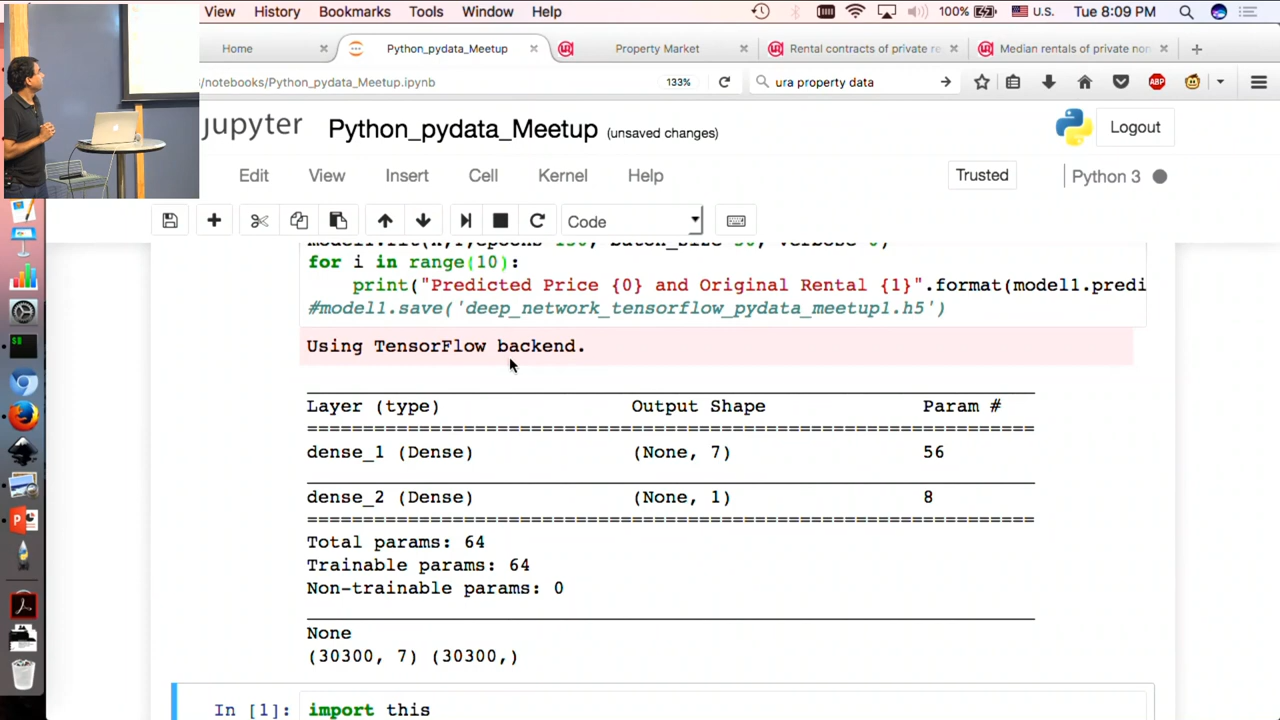 View History Bookmarks Tools Window Help 100% U.S. Tue 8:09 PM
Home Python_pydata_Meetup Property Market Rental contracts of private re Median rentals of private non
/notebooks/Python_pydata_Meetup.ipynb 133% ura property data ABP
jupyter Python_pydata_Meetup (unsaved changes) Logout
Edit View Insert Cell Kernel Help Trusted Python 3
Code
for i in range(10):
print("Predicted Price {0} and Original Rental {1}".format(model1.predi
#model1.save('deep_network_tensorflow_pydata_meetup1.h5')
Using TensorFlow backend.
Layer (type) Output Shape Param #
=================================================================
dense_1 (Dense) (None, 7) 56
dense_2 (Dense) (None, 1) 8
=================================================================
Total params: 64
Trainable params: 64
Non-trainable params: 0
None
(30300, 7) (30300,)
In [1]: import this